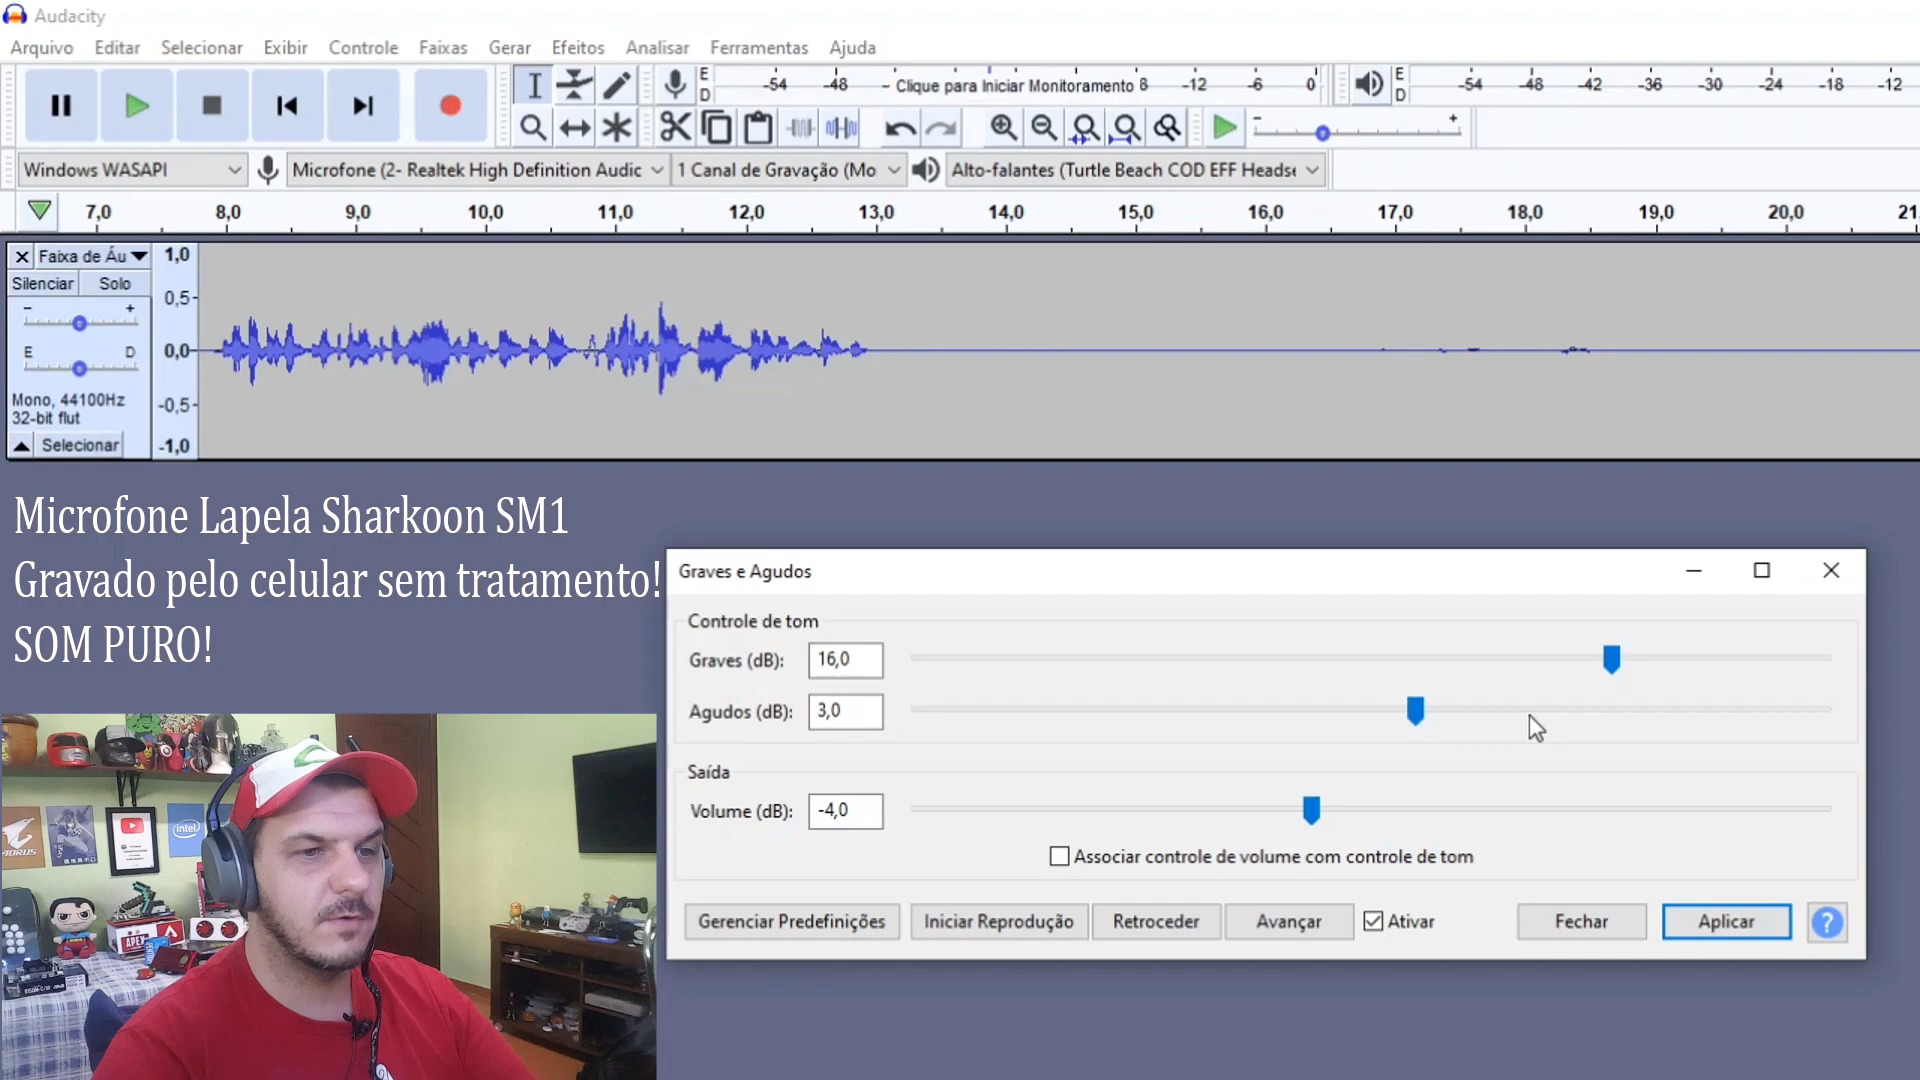 Audacity
Arquivo Editar Selecionar Exibir Controle Faixas Gerar Efeitos Analisar Ferramentas Ajuda
E
D
-54 -48 - Clique para Iniciar Monitoramento 8 -12 -6 0
E
D
-54 -48 -42 -36 -30 -24 -18 -12
- +
Windows WASAPI
Microfone (2- Realtek High Definition Audic
1 Canal de Gravação (Mo
Alto-falantes (Turtle Beach COD EFF Headse
7,0 8,0 9,0 10,0 11,0 12,0 13,0 14,0 15,0 16,0 17,0 18,0 19,0 20,0 21,
Faixa de Áu
Silenciar Solo
- +
E D
Mono, 44100Hz
32-bit flut
Selecionar
1,0
0,5-
0,0-
-0,5-
-1,0
Microfone Lapela Sharkoon SM1
Gravado pelo celular sem tratamento!
SOM PURO!
Graves e Agudos
Controle de tom
Graves (dB): 16,0
Agudos (dB): 3,0
Saída
Volume (dB): -4,0
Associar controle de volume com controle de tom
Gerenciar Predefinições Iniciar Reprodução Retroceder Avançar Ativar Fechar Aplicar ?
AORUS
intel
APEX